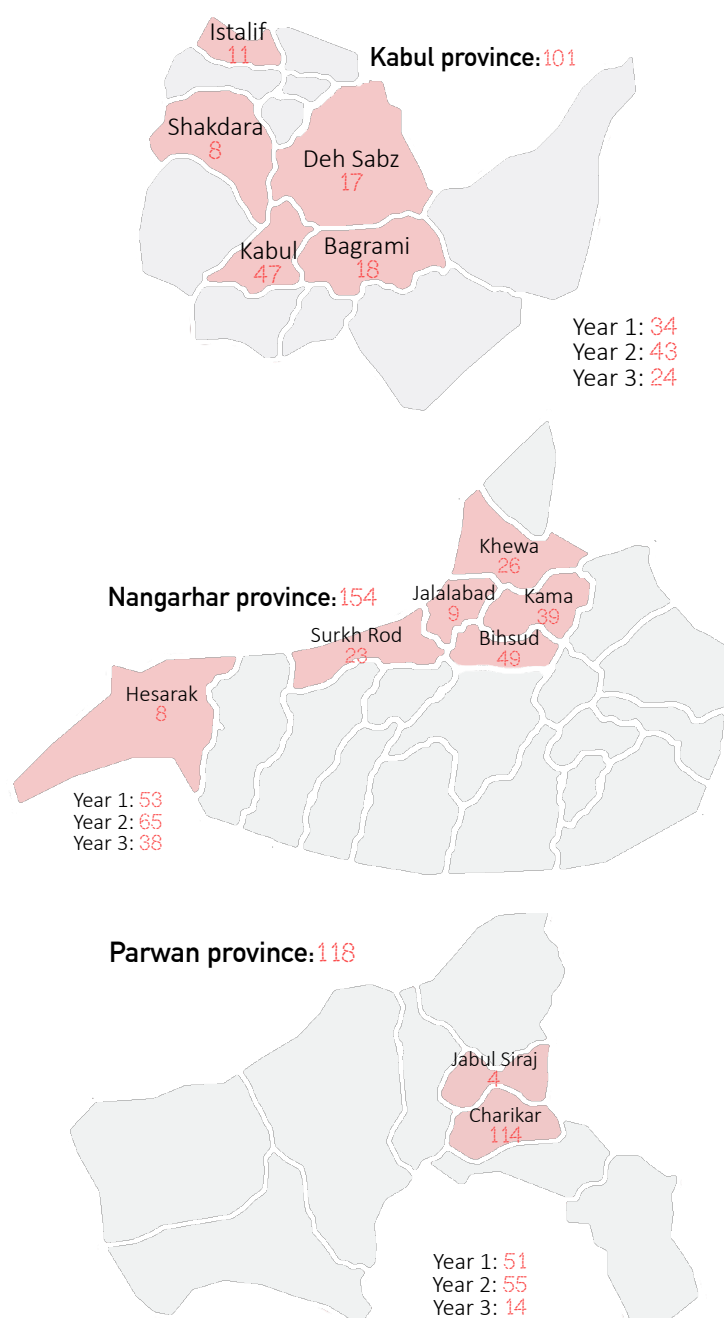 Istalif
11
Kabul province: 101
Shakdara
8
Deh Sabz
17
Kabul
47
Bagrami
18
Year 1: 34
Year 2: 43
Year 3: 24
Khewa
26
Nangarhar province: 154
Jalalabad
9
Kama
39
Surkh Rod
23
Bihsud
49
Hesarak
8
Year 1: 53
Year 2: 65
Year 3: 38
Parwan province: 118
Jabul Siraj
4
Charikar
114
Year 1: 51
Year 2: 55
Year 3: 14